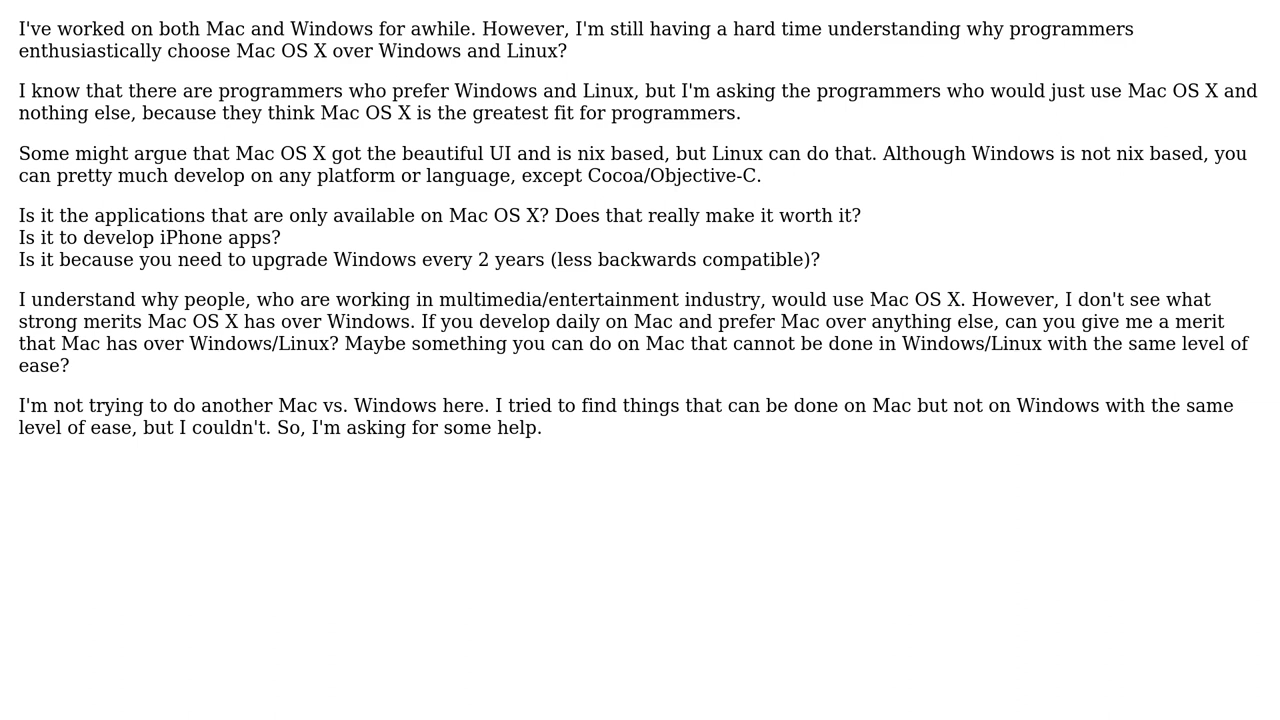 I've worked on both Mac and Windows for awhile. However, I'm still having a hard time understanding why programmers
enthusiastically choose Mac OS X over Windows and Linux?
I know that there are programmers who prefer Windows and Linux, but I'm asking the programmers who would just use Mac OS X and
nothing else, because they think Mac OS X is the greatest fit for programmers.
Some might argue that Mac OS X got the beautiful UI and is nix based, but Linux can do that. Although Windows is not nix based, you
can pretty much develop on any platform or language, except Cocoa/Objective-C.
Is it the applications that are only available on Mac OS X? Does that really make it worth it?
Is it to develop iPhone apps?
Is it because you need to upgrade Windows every 2 years (less backwards compatible)?
I understand why people, who are working in multimedia/entertainment industry, would use Mac OS X. However, I don't see what
strong merits Mac OS X has over Windows. If you develop daily on Mac and prefer Mac over anything else, can you give me a merit
that Mac has over Windows/Linux? Maybe something you can do on Mac that cannot be done in Windows/Linux with the same level of
ease?
I'm not trying to do another Mac vs. Windows here. I tried to find things that can be done on Mac but not on Windows with the same
level of ease, but I couldn't. So, I'm asking for some help.